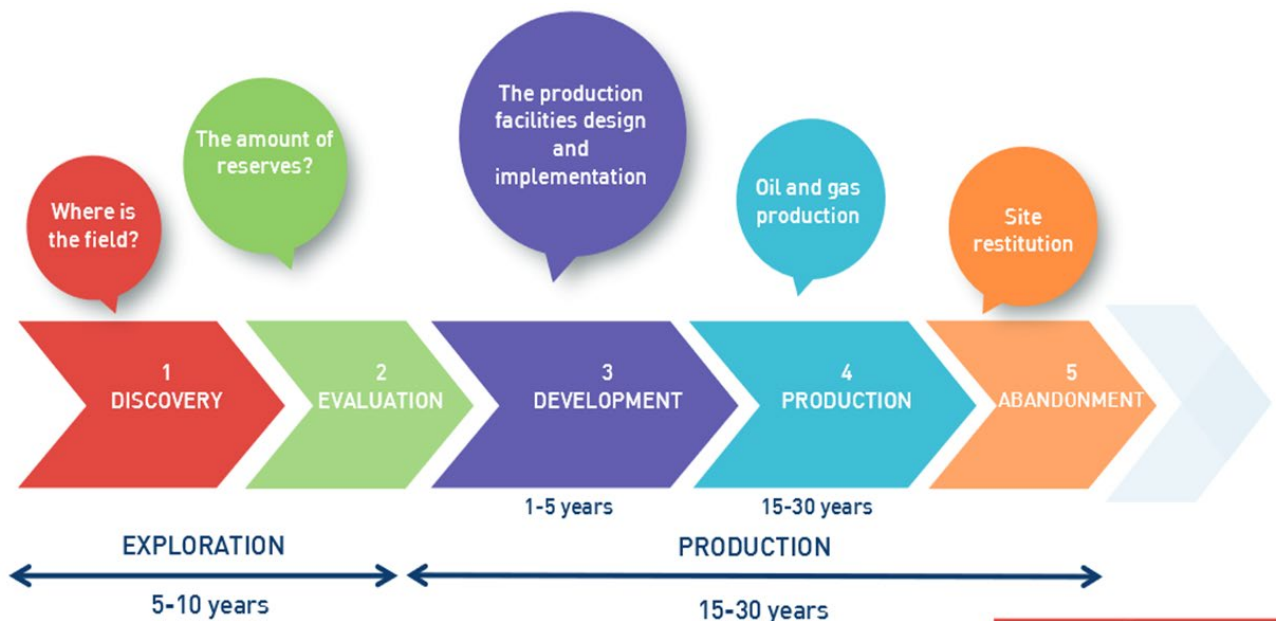 Where is
the field?
The amount of
reserves?
The production
facilities design
and
implementation
Oil and gas
production
Site
restitution
1
DISCOVERY
2
EVALUATION
3
DEVELOPMENT
4
PRODUCTION
5
ABANDONMENT
1-5 years
15-30 years
EXPLORATION
PRODUCTION
5-10 years
15-30 years